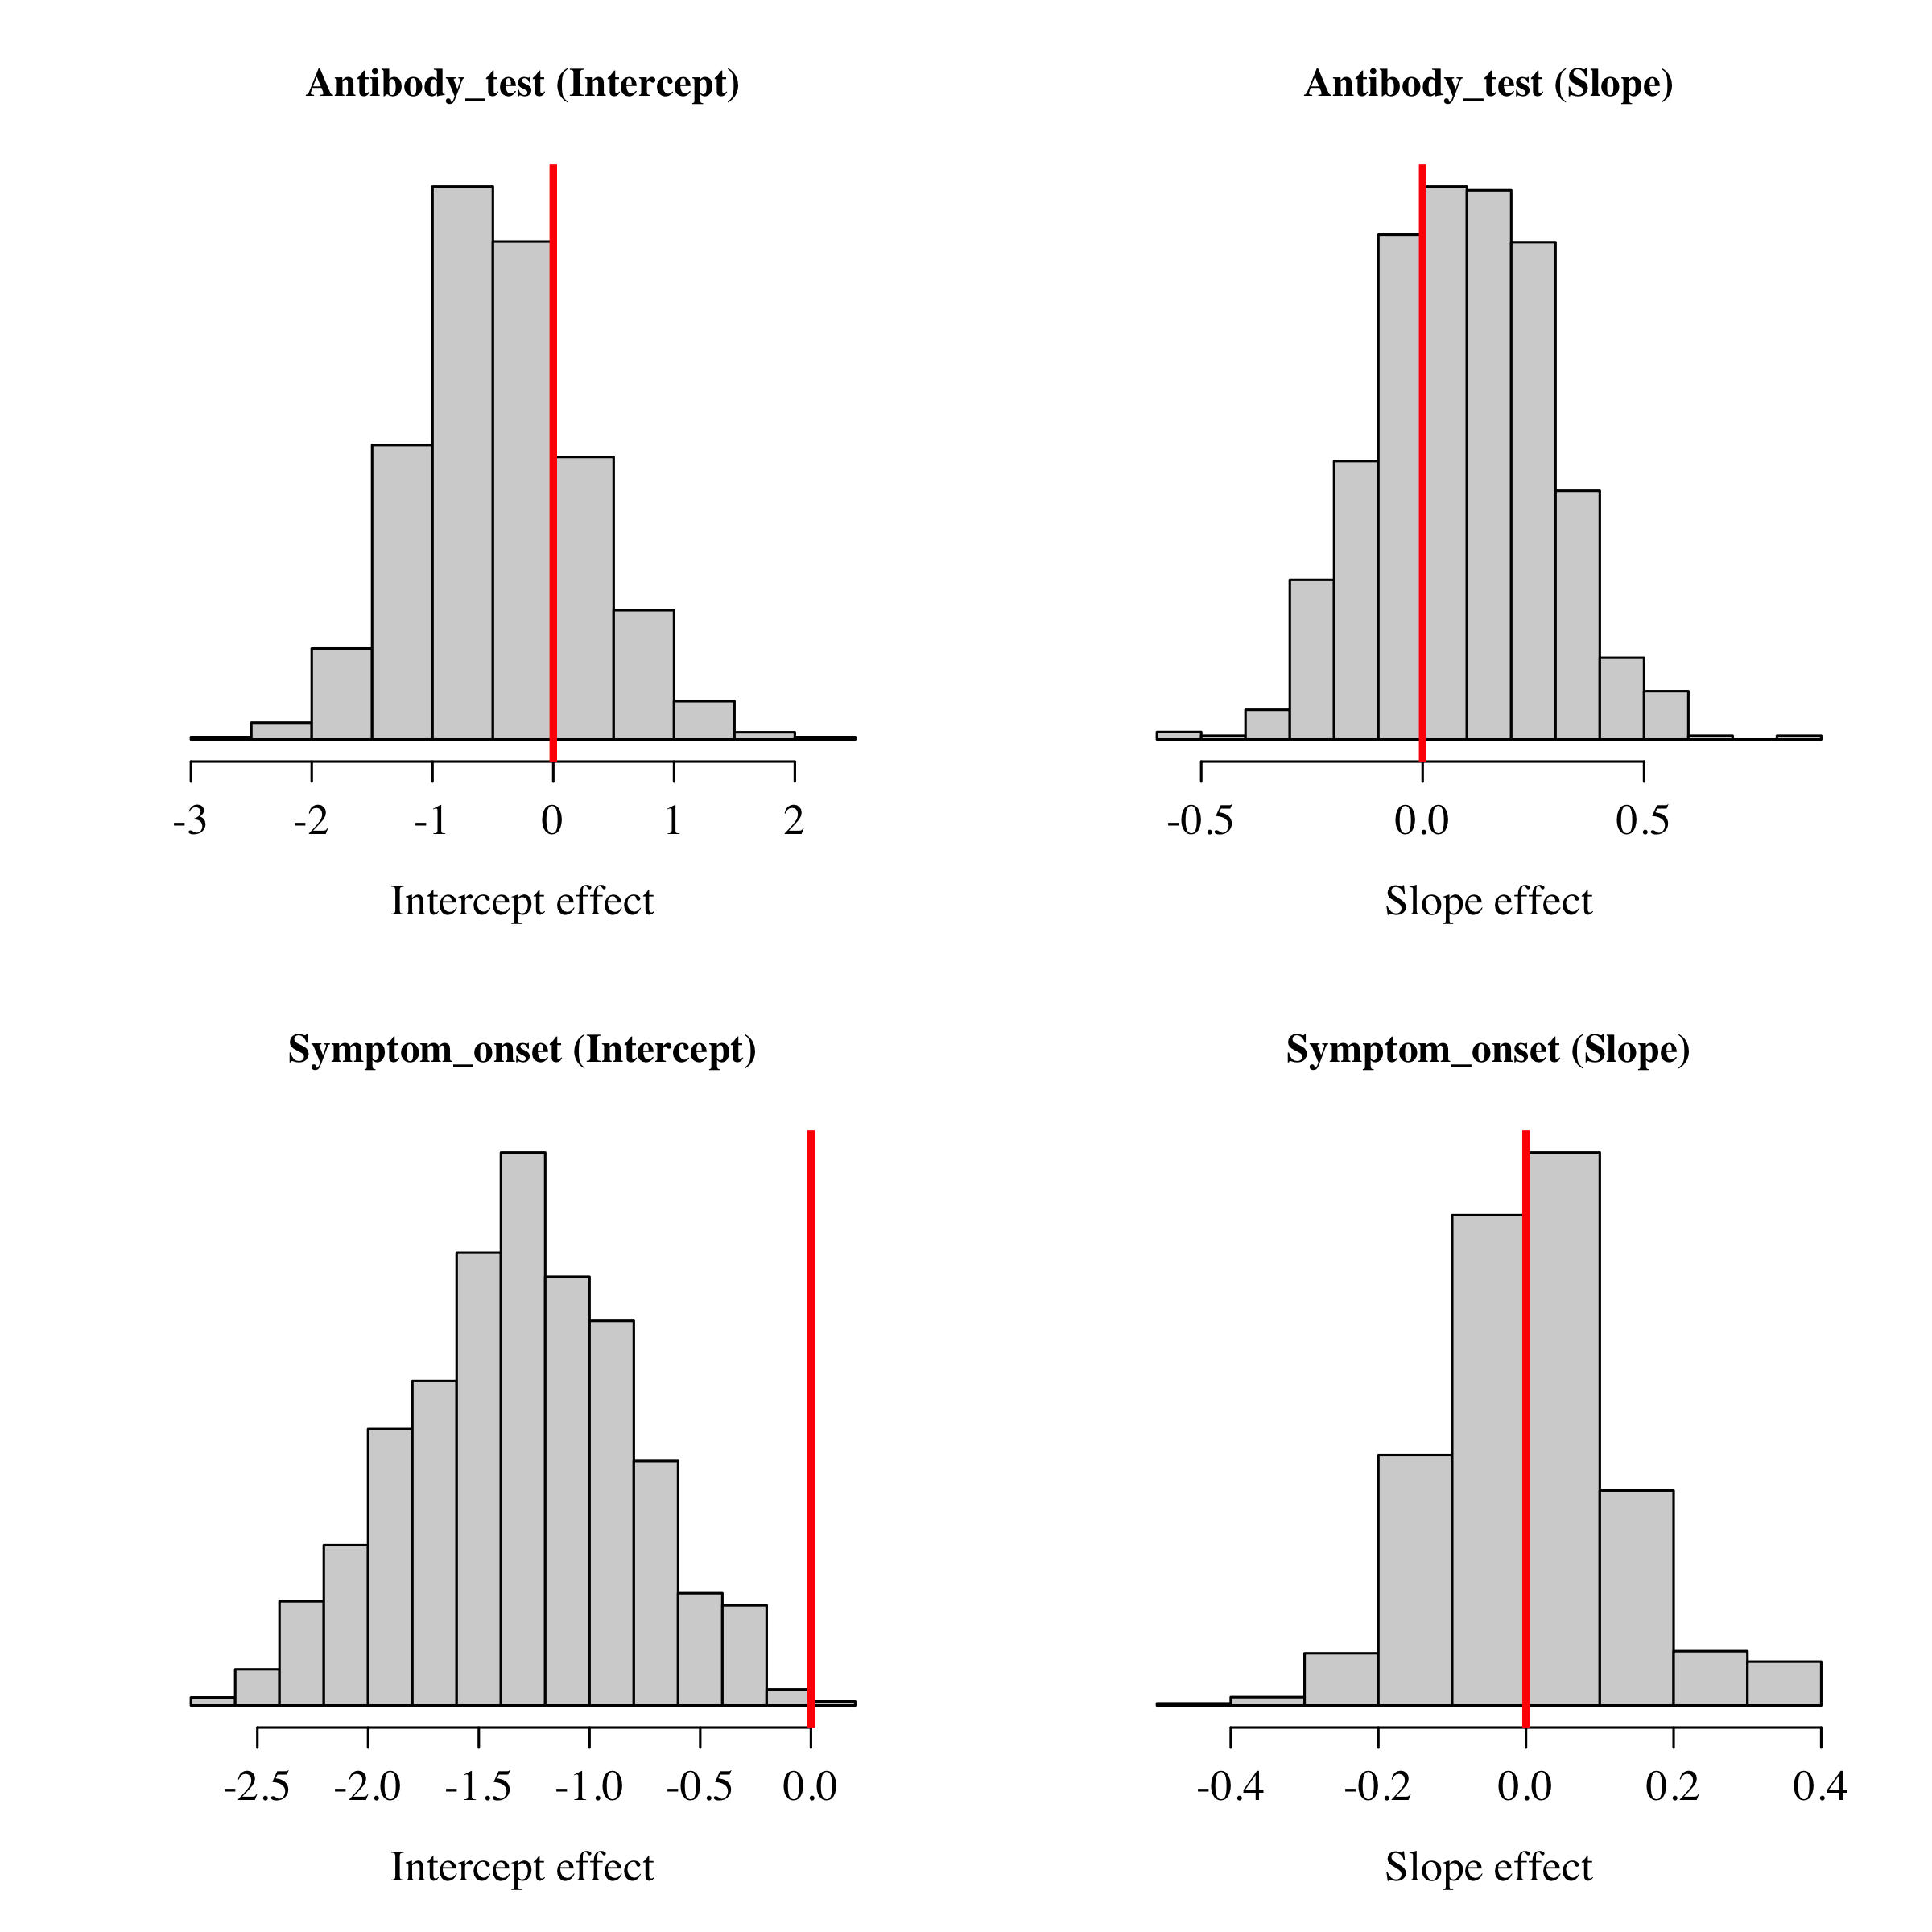 Antibody_test (Intercept)
-3 -2 -1 0 1 2
Intercept effect
Antibody_test (Slope)
-0.5 0.0 0.5
Slope effect
Symptom_onset (Intercept)
-2.5 -2.0 -1.5 -1.0 -0.5 0.0
Intercept effect
Symptom_onset (Slope)
-0.4 -0.2 0.0 0.2 0.4
Slope effect